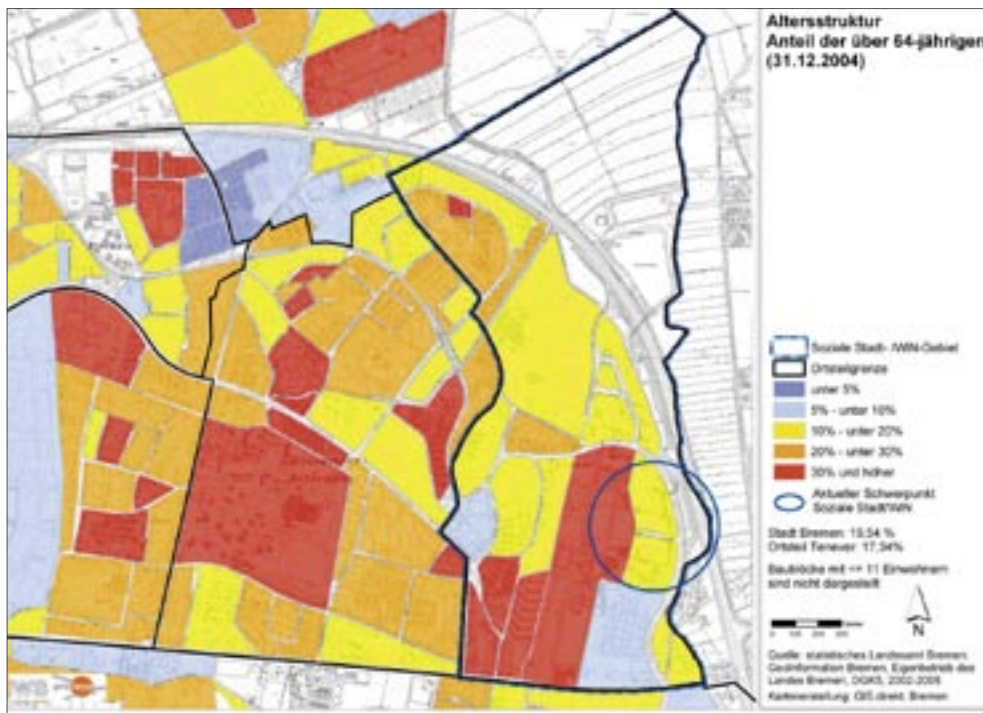 Altersstruktur
Anteil der über 64-jährigen
(31.12.2004)
Soziale Stadt- /WiN-Gebiet
Ortsteilgrenze
unter 5%
5% - unter 10%
10% - unter 20%
20% - unter 30%
30% und höher
Aktueller Schwerpunkt
Soziale Stadt/WiN
Stadt Bremen: 19,54 %
Ortsteil Tenever: 17,34%
Baublöcke mit <= 11 Einwohnern
sind nicht dargestellt
N
Quelle: statistisches Landesamt Bremen,
GeoInformation Bremen, Eigenbetrieb des
Landes Bremen, 2002-2005
Kartenerstellung: GIS.direkt, Bremen